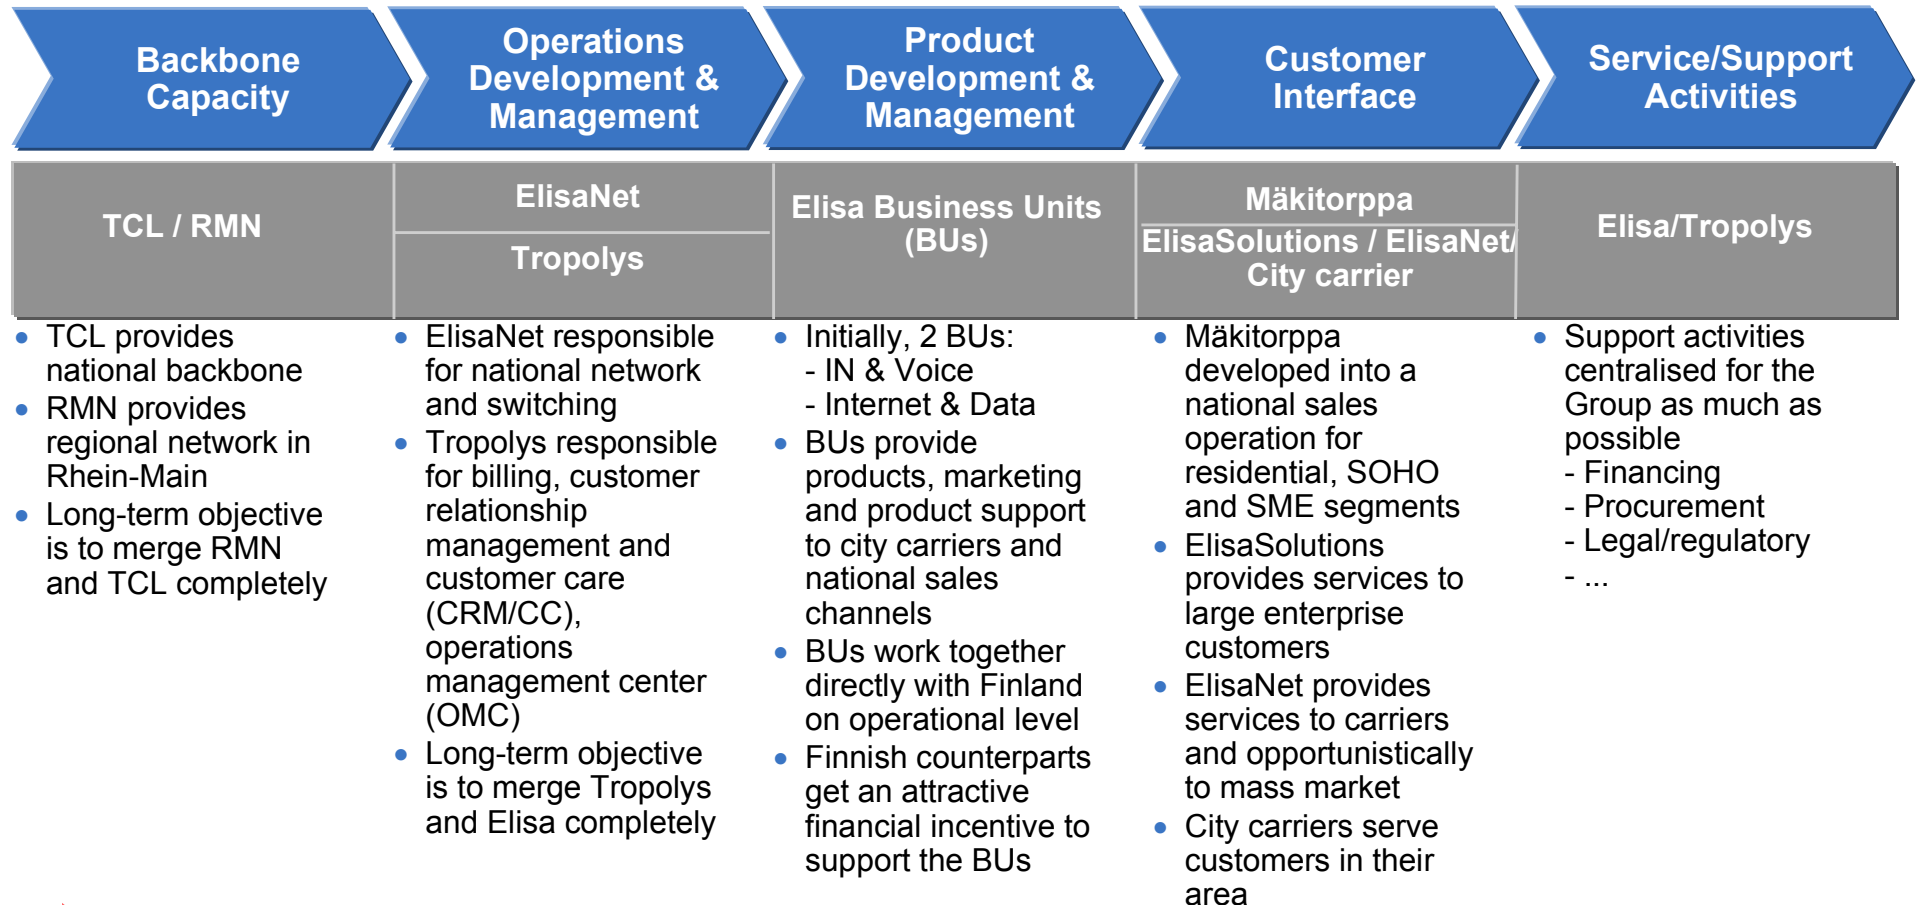 Backbone
Capacity
Operations
Development &
Management
Product
Development &
Management
Customer
Interface
Service/Support
Activities
TCL / RMN
ElisaNet
Tropolys
Elisa Business Units
(BUs)
Mäkitorppa
ElisaSolutions / ElisaNet/
City carrier
Elisa/Tropolys
• TCL provides
national backbone
• RMN provides
regional network in
Rhein-Main
• Long-term objective
is to merge RMN
and TCL completely
• ElisaNet responsible
for national network
and switching
• Tropolys responsible
for billing, customer
relationship
management and
customer care
(CRM/CC),
operations
management center
(OMC)
• Long-term objective
is to merge Tropolys
and Elisa completely
• Initially, 2 BUs:
- IN & Voice
- Internet & Data
• BUs provide
products, marketing
and product support
to city carriers and
national sales
channels
• BUs work together
directly with Finland
on operational level
• Finnish counterparts
get an attractive
financial incentive to
support the BUs
• Mäkitorppa
developed into a
national sales
operation for
residential, SOHO
and SME segments
• ElisaSolutions
provides services to
large enterprise
customers
• ElisaNet provides
services to carriers
and opportunistically
to mass market
• City carriers serve
customers in their
area
• Support activities
centralised for the
Group as much as
possible
- Financing
- Procurement
- Legal/regulatory
- ...